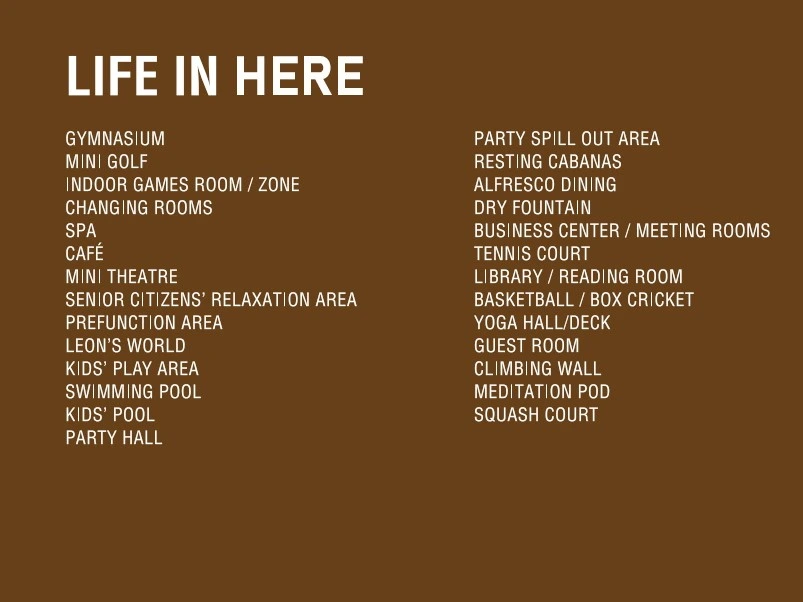 LIFE IN HERE
GYMNASIUM
MINI GOLF
INDOOR GAMES ROOM / ZONE
CHANGING ROOMS
SPA
CAFÉ
MINI THEATRE
SENIOR CITIZENS’ RELAXATION AREA
PREFUNCTION AREA
LEON’S WORLD
KIDS’ PLAY AREA
SWIMMING POOL
KIDS’ POOL
PARTY HALL
PARTY SPILL OUT AREA
RESTING CABANAS
ALFRESCO DINING
DRY FOUNTAIN
BUSINESS CENTER / MEETING ROOMS
TENNIS COURT
LIBRARY / READING ROOM
BASKETBALL / BOX CRICKET
YOGA HALL/DECK
GUEST ROOM
CLIMBING WALL
MEDITATION POD
SQUASH COURT